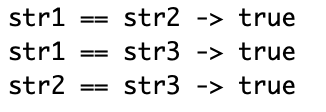 str1 == str2 -> true
str1 == str3 -> true
str2 == str3 -> true